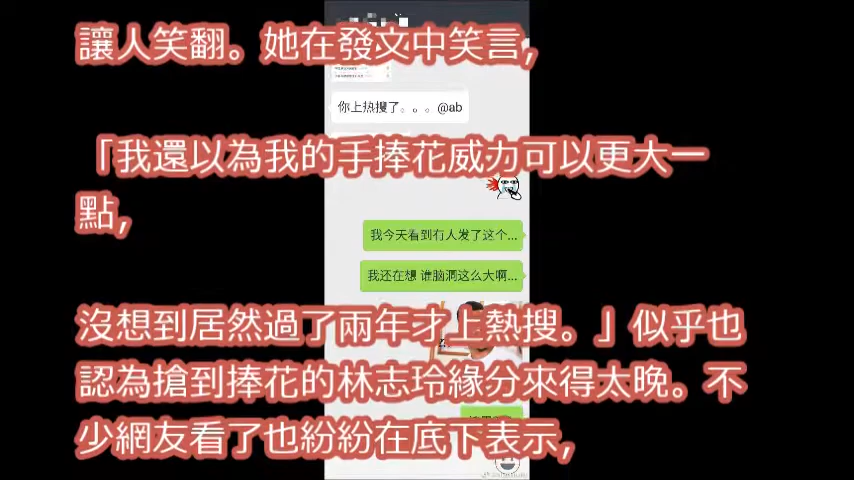 讓人笑翻。她在發文中笑言，
你上热搜了。。。@ab
「我還以為我的手捧花威力可以更大一
點，
我今天看到有人发了这个...
我还在想 谁脑洞这么大啊...
沒想到居然過了兩年才上熱搜。」似乎也
認為搶到捧花的林志玲緣分來得太晚。不
少網友看了也紛紛在底下表示，